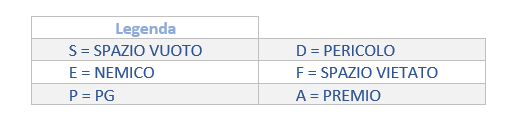 Legenda
S = SPAZIO VUOTO D = PERICOLO
E = NEMICO F = SPAZIO VIETATO
P = PG A = PREMIO